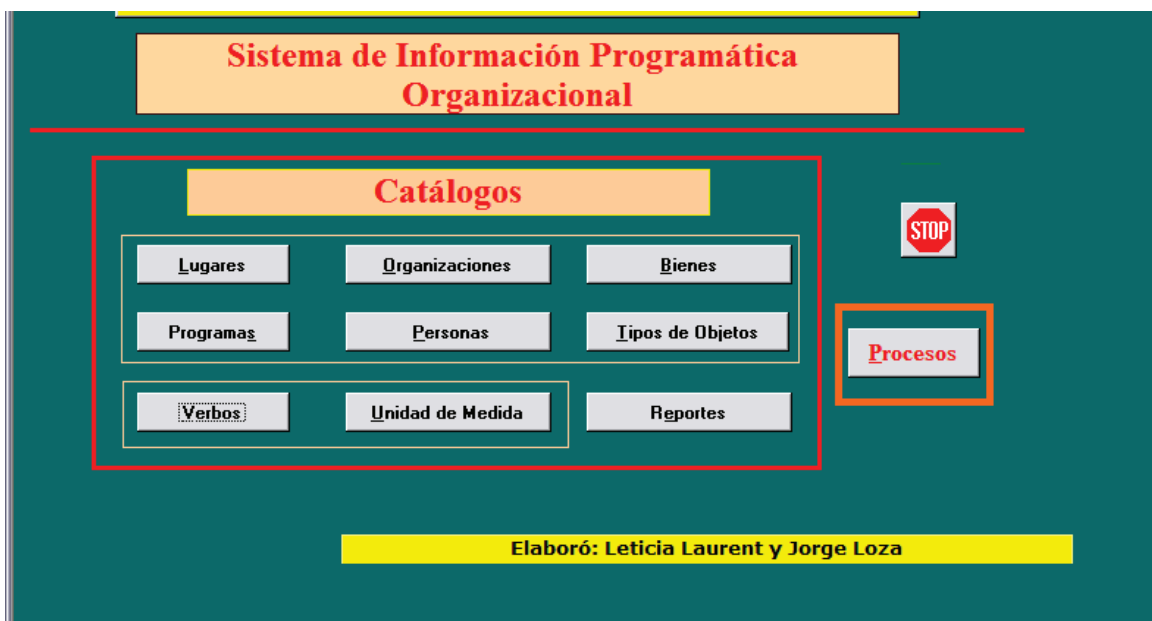 Sistema de Información Programática
Organizacional
Catálogos
STOP
Lugares
Organizaciones
Bienes
Programas
Personas
Tipos de Objetos
Procesos
Verbos
Unidad de Medida
Reportes
Elaboró: Leticia Laurent y Jorge Loza